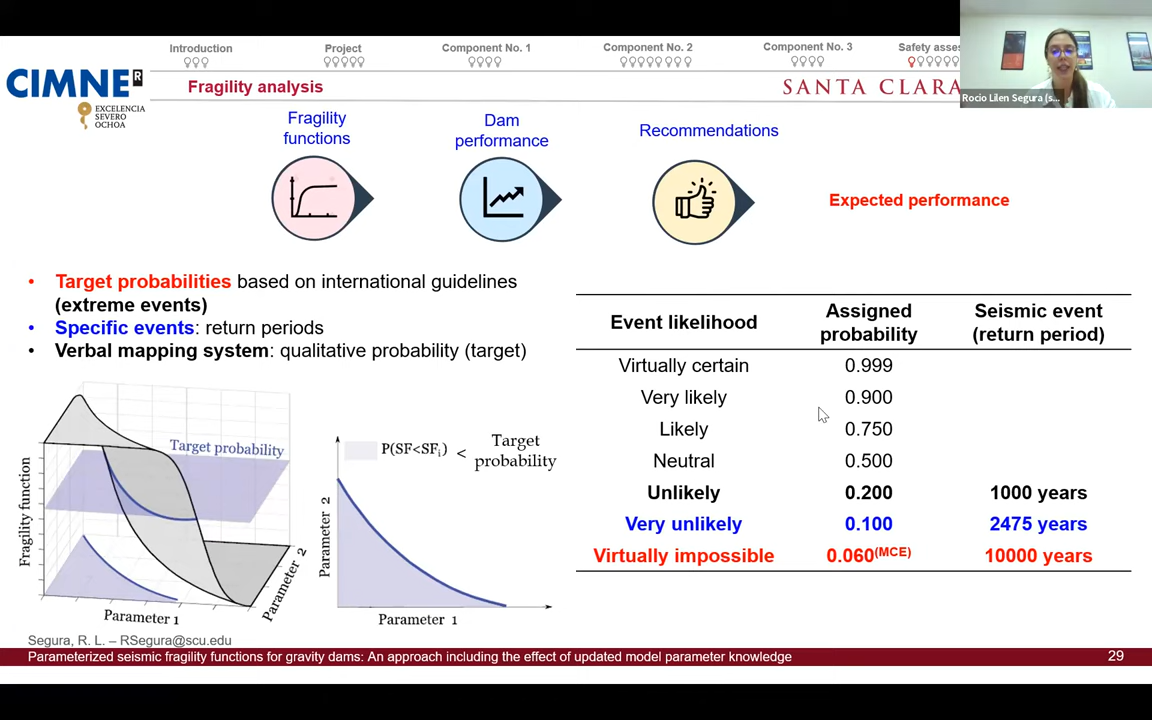 Introduction
Project
Component No. 1
Component No. 2
Component No. 3
Safety asses
CIMNE R
EXCELENCIA
SEVERO
OCHOA
Fragility analysis
SANTA CLARA
Rocio Lilen Segura (s...
Fragility
functions
Dam
performance
Recommendations
Expected performance
• Target probabilities based on international guidelines
(extreme events)
• Specific events: return periods
• Verbal mapping system: qualitative probability (target)
Event likelihood Assigned probability Seismic event (return period)
Virtually certain 0.999
Very likely 0.900
Likely 0.750
Neutral 0.500
Unlikely 0.200 1000 years
Very unlikely 0.100 2475 years
Virtually impossible 0.060(MCE) 10000 years
Target probability
Fragility function
Parameter 1
Parameter 2
P(SF<SFi) < Target probability
Parameter 2
Parameter 1
Segura, R. L. – RSegura@scu.edu
Parameterized seismic fragility functions for gravity dams: An approach including the effect of updated model parameter knowledge
29